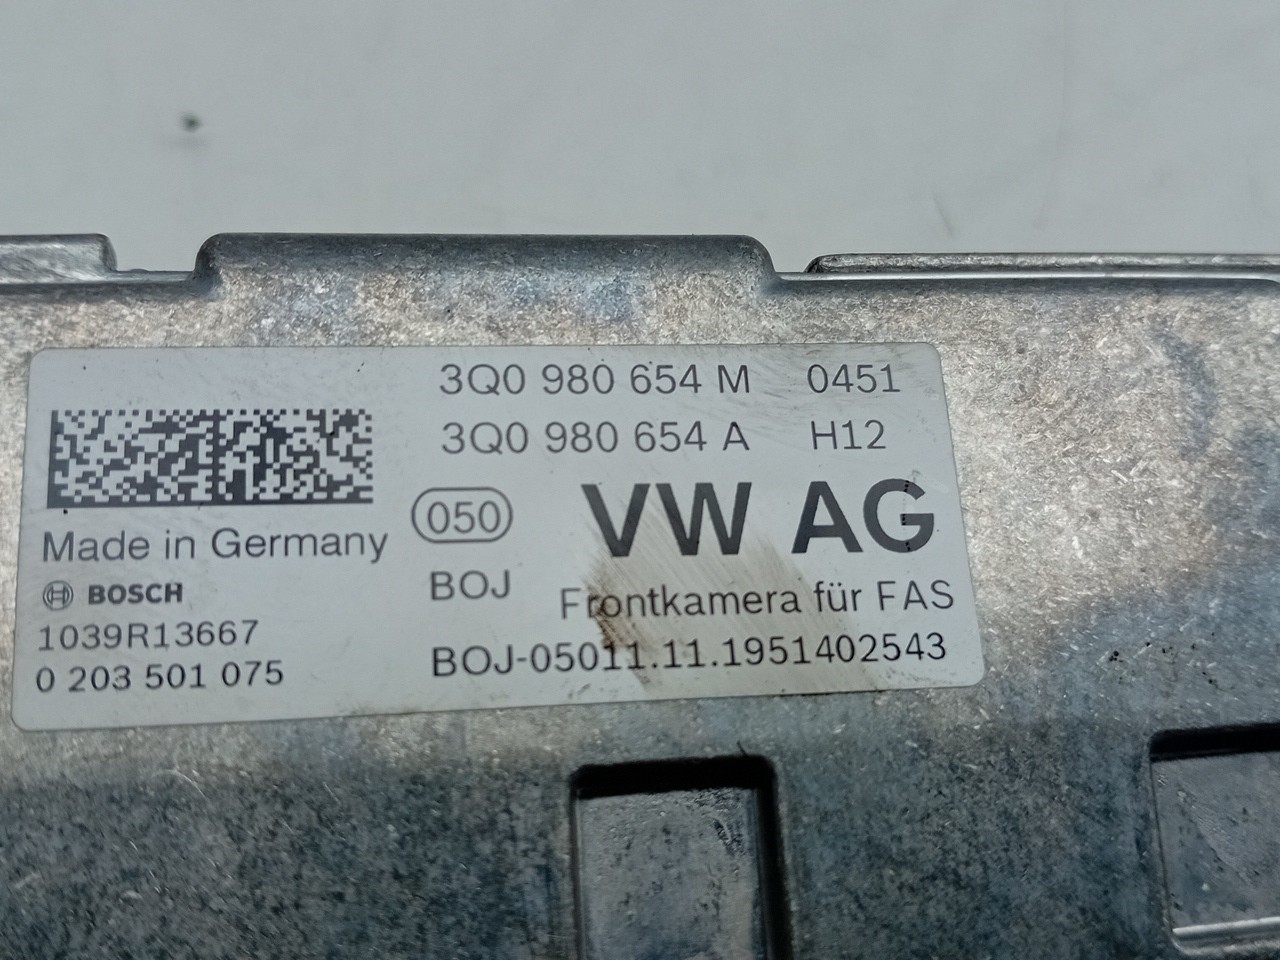 3Q0 980 654 M 0451
3Q0 980 654 A H12
050 VW AG
Made in Germany
BOSCH
BOJ Frontkamera für FAS
1039R13667
BOJ-05011.11.1951402543
0 203 501 075